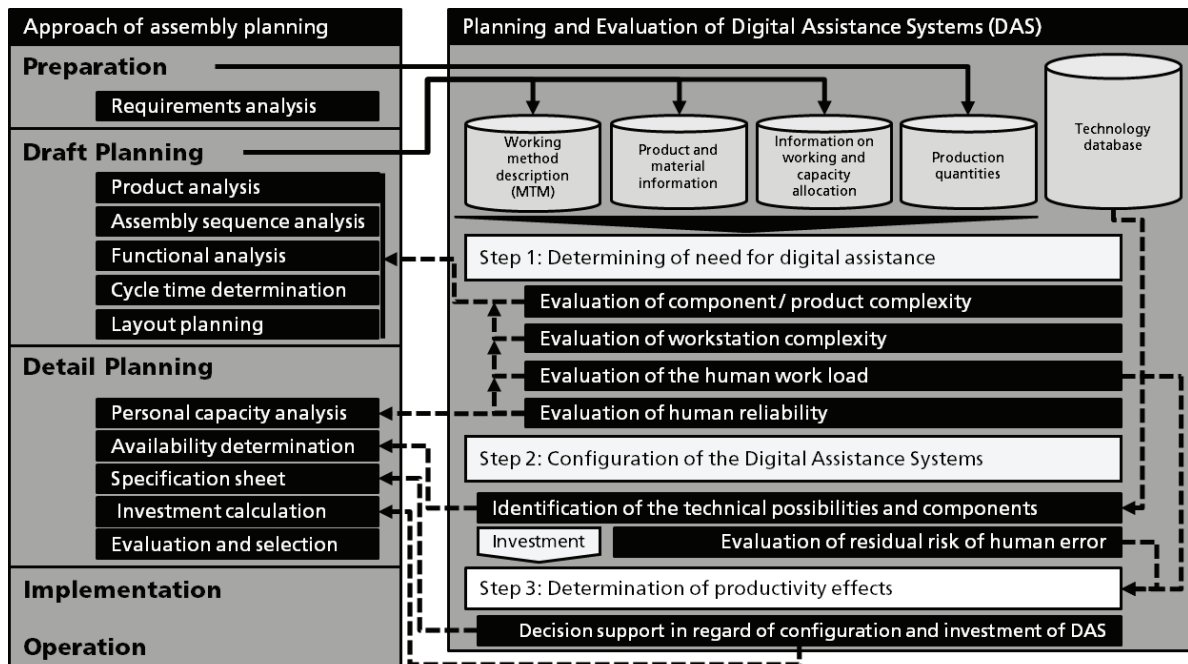 Approach of assembly planning
Preparation
Requirements analysis
Draft Planning
Product analysis
Assembly sequence analysis
Functional analysis
Cycle time determination
Layout planning
Detail Planning
Personal capacity analysis
Availability determination
Specification sheet
Investment calculation
Evaluation and selection
Implementation
Operation
Planning and Evaluation of Digital Assistance Systems (DAS)
Working
method
description
(MTM)
Product and
material
information
Information on
working and
capacity
allocation
Production
quantities
Technology
database
Step 1: Determining of need for digital assistance
Evaluation of component / product complexity
Evaluation of workstation complexity
Evaluation of the human work load
Evaluation of human reliability
Step 2: Configuration of the Digital Assistance Systems
Identification of the technical possibilities and components
Investment
Evaluation of residual risk of human error
Step 3: Determination of productivity effects
Decision support in regard of configuration and investment of DAS